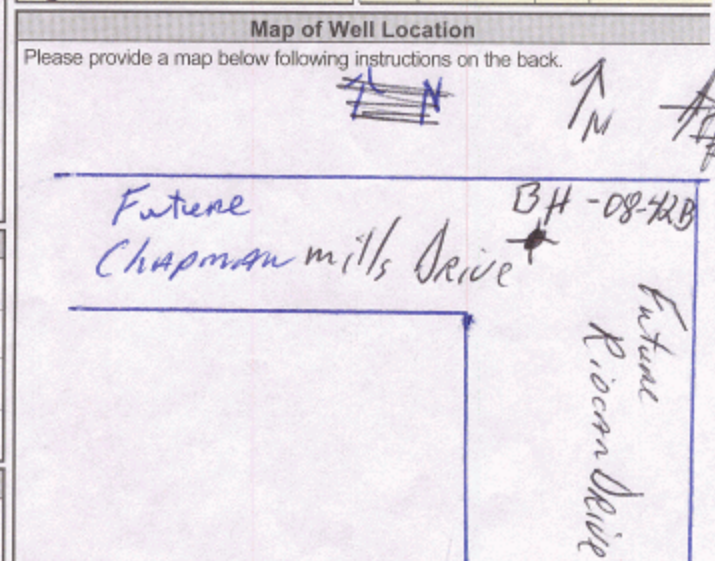 Map of Well Location
Please provide a map below following instructions on the back.
N
Future
Chapman mills Drive
BH -08-42B
Future
Riocan Drive